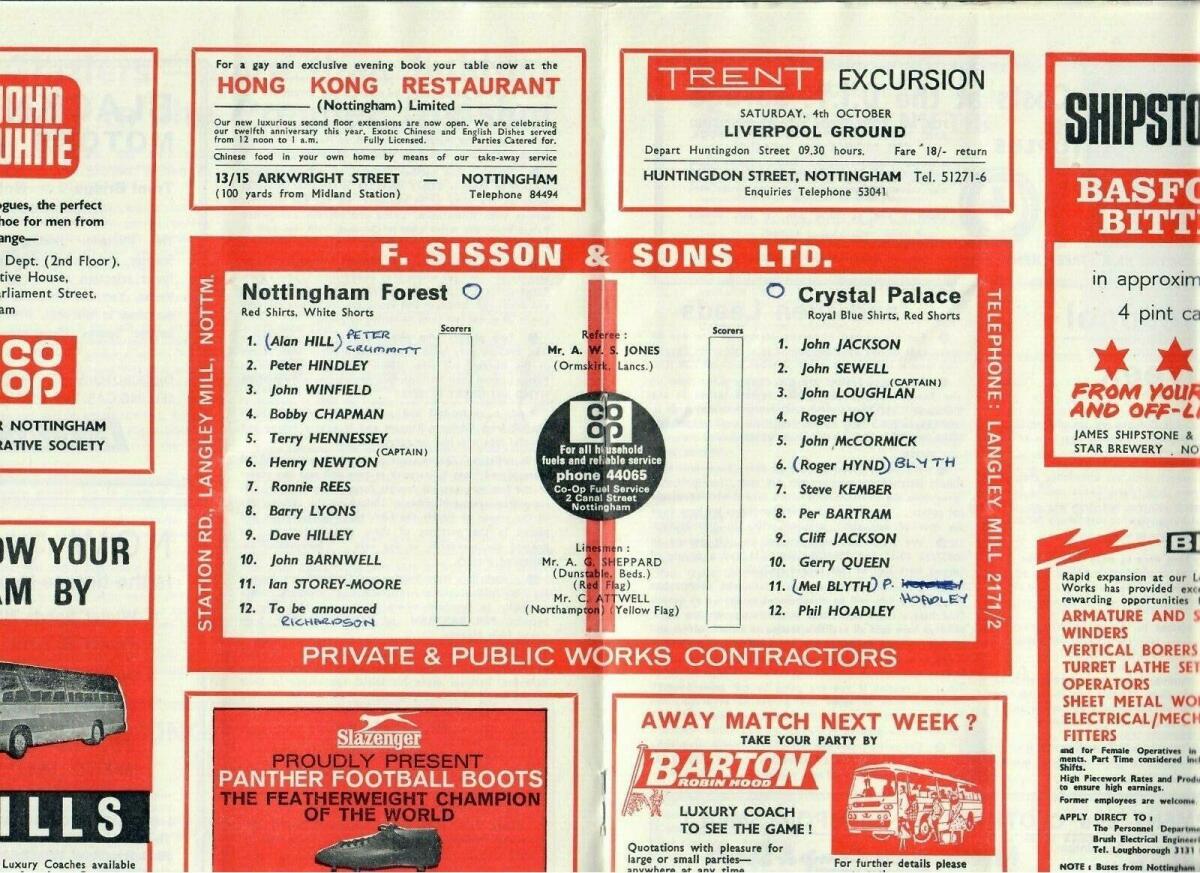 JOHN
WHITE
ogues, the perfect
hoe for men from
ange—
Dept. (2nd Floor),
tive House,
arliament Street,
am
CO
OP
R NOTTINGHAM
RATIVE SOCIETY
For a gay and exclusive evening book your table now at the
HONG KONG RESTAURANT
(Nottingham) Limited
Our new luxurious second floor extensions are now open. We are celebrating
our twelfth anniversary this year. Exotic Chinese and English Dishes served
from 12 noon to 1 a.m. Fully Licensed. Parties Catered for.
Chinese food in your own home by means of our take-away service
13/15 ARKWRIGHT STREET — NOTTINGHAM
(100 yards from Midland Station) Telephone 84494
TRENT EXCURSION
SATURDAY, 4th OCTOBER
LIVERPOOL GROUND
Depart Huntingdon Street 09.30 hours. Fare 18/- return
HUNTINGDON STREET, NOTTINGHAM Tel. 51271-6
Enquiries Telephone 53041
SHIPSTO
BASFO
BITT
in approxim
4 pint ca
FROM YOUR
AND OFF-L
JAMES SHIPSTONE &
STAR BREWERY . NO
F. SISSON & SONS LTD.
STATION RD., LANGLEY MILL, NOTTM.
Nottingham Forest O
Red Shirts, White Shorts
Scorers
1. (Alan HILL) PETER
GRUMMITT
2. Peter HINDLEY
3. John WINFIELD
4. Bobby CHAPMAN
5. Terry HENNESSEY
(CAPTAIN)
6. Henry NEWTON
7. Ronnie REES
8. Barry LYONS
9. Dave HILLEY
10. John BARNWELL
11. Ian STOREY-MOORE
12. To be announced
RICHARDSON
Referee :
Mr. A. W. S. JONES
(Ormskirk, Lancs.)
CO
OP
For all household
fuels and reliable service
phone 44065
Co-Op Fuel Service
2 Canal Street
Nottingham
Linesmen :
Mr. A. G. SHEPPARD
(Dunstable, Beds.)
(Red Flag)
Mr. C. ATTWELL
(Northampton) (Yellow Flag)
O Crystal Palace
Royal Blue Shirts, Red Shorts
Scorers
1. John JACKSON
2. John SEWELL
(CAPTAIN)
3. John LOUGHLAN
4. Roger HOY
5. John McCORMICK
6. (Roger HYND) BLYTH
7. Steve KEMBER
8. Per BARTRAM
9. Cliff JACKSON
10. Gerry QUEEN
11. (Mel BLYTH) P.
HOADLEY
12. Phil HOADLEY
TELEPHONE: LANGLEY MILL 2171/2
PRIVATE & PUBLIC WORKS CONTRACTORS
OW YOUR
AM BY
ILLS
Luxury Coaches available
Slazenger
PROUDLY PRESENT
PANTHER FOOTBALL BOOTS
THE FEATHERWEIGHT CHAMPION
OF THE WORLD
AWAY MATCH NEXT WEEK ?
TAKE YOUR PARTY BY
BARTON
ROBIN HOOD
LUXURY COACH
TO SEE THE GAME !
Quotations with pleasure for
large or small parties—
anywhere at any time
For further details please
B
Rapid expansion at our L
Works has provided exc
rewarding opportunities
ARMATURE AND S
WINDERS
VERTICAL BORERS
TURRET LATHE SET
OPERATORS
SHEET METAL WO
ELECTRICAL/MECH
FITTERS
and for Female Operatives in
ments. Part Time considered incl
Shifts.
High Piecework Rates and Produ
to ensure high earnings.
Former employees are welcome
APPLY DIRECT TO :
The Personnel Departm
Brush Electrical Engineer
Tel. Loughborough 3131
NOTE : Buses from Nottingham